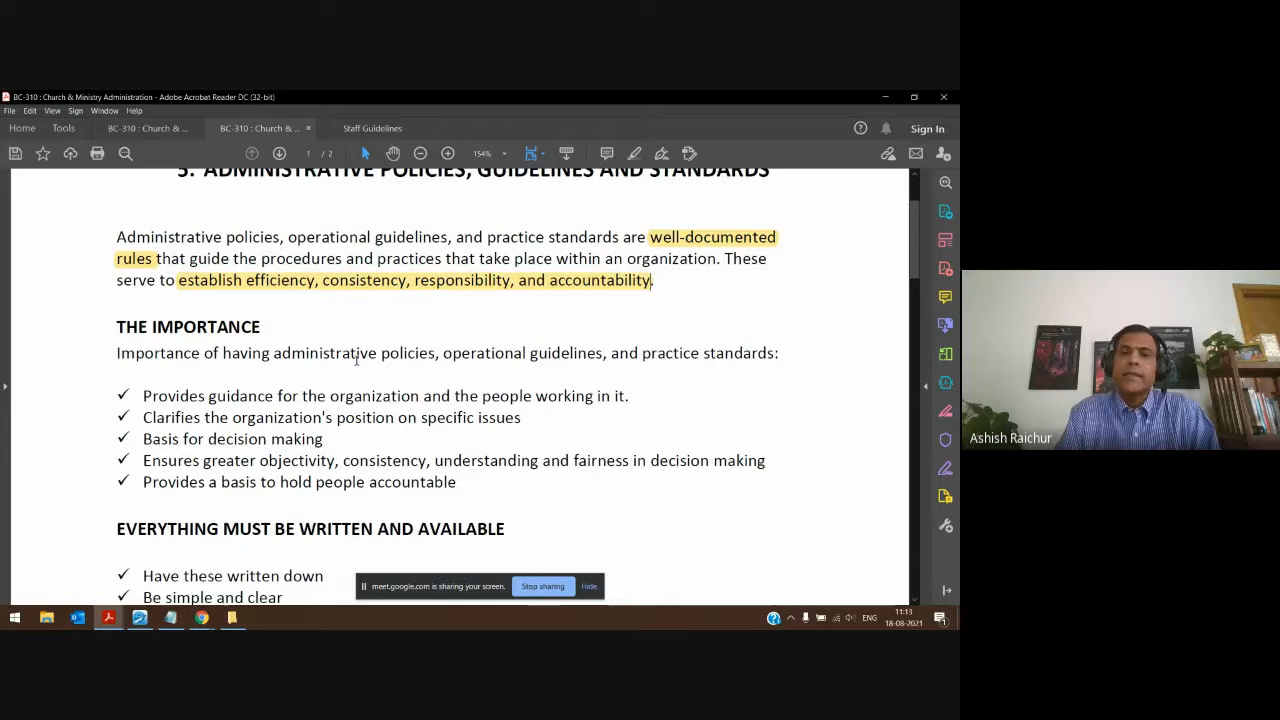 BC-310 : Church & Ministry Administration - Adobe Acrobat Reader DC (32-bit)
File Edit View Sign Window Help
Home Tools BC-310 : Church & ... BC-310 : Church & ... × Staff Guidelines Sign In
1 / 2 154%
5. ADMINISTRATIVE POLICIES, GUIDELINES AND STANDARDS
Administrative policies, operational guidelines, and practice standards are well-documented
rules that guide the procedures and practices that take place within an organization. These
serve to establish efficiency, consistency, responsibility, and accountability.
THE IMPORTANCE
Importance of having administrative policies, operational guidelines, and practice standards:
✓ Provides guidance for the organization and the people working in it.
✓ Clarifies the organization's position on specific issues
✓ Basis for decision making
✓ Ensures greater objectivity, consistency, understanding and fairness in decision making
✓ Provides a basis to hold people accountable
EVERYTHING MUST BE WRITTEN AND AVAILABLE
✓ Have these written down
✓ Be simple and clear
meet.google.com is sharing your screen. Stop sharing Hide
ENG
11:13
18-08-2021
Ashish Raichur